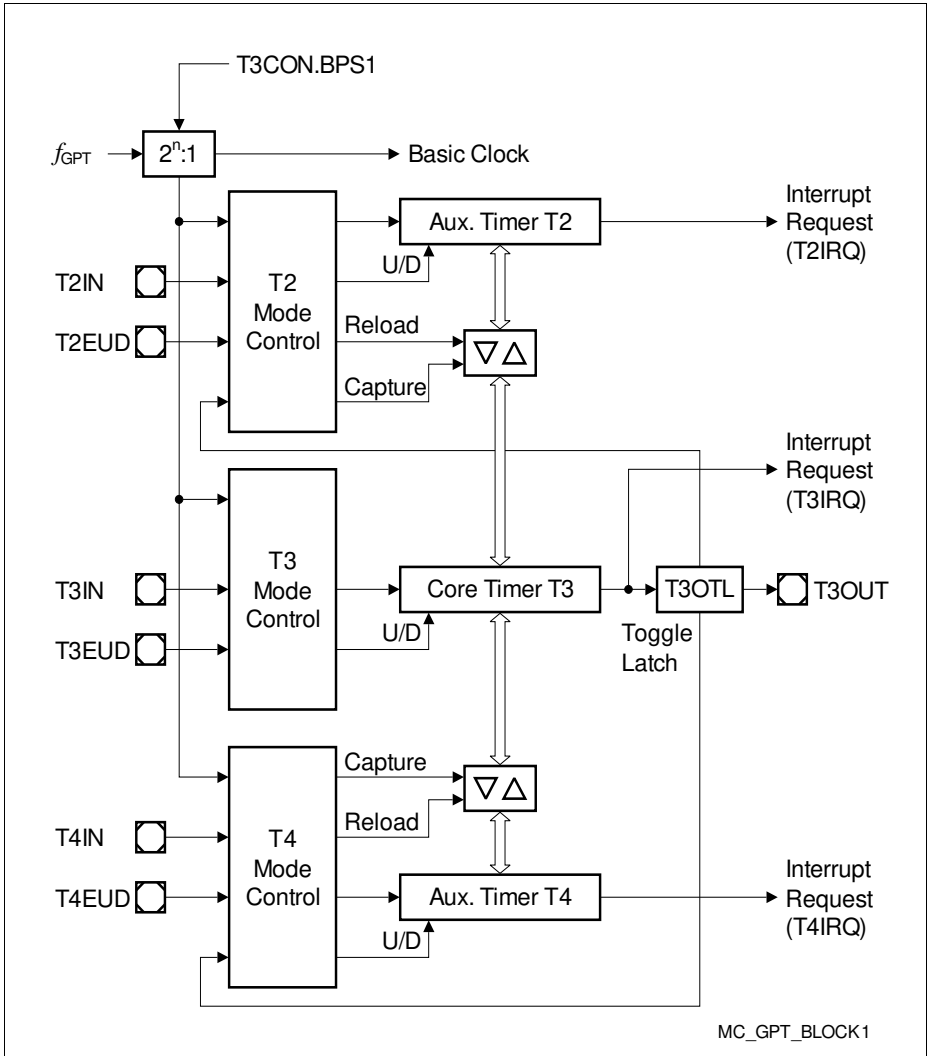 T3CON.BPS1
fGPT
2ⁿ:1
Basic Clock
Aux. Timer T2
Interrupt
Request
(T2IRQ)
U/D
T2IN
T2
Mode
Control
T2EUD
Reload
Capture
Interrupt
Request
(T3IRQ)
T3
Mode
Control
T3IN
Core Timer T3
T3OTL
T3OUT
U/D
T3EUD
Toggle
Latch
Capture
T4IN
Reload
T4
Mode
Control
T4EUD
Aux. Timer T4
Interrupt
Request
(T4IRQ)
U/D
MC_GPT_BLOCK1